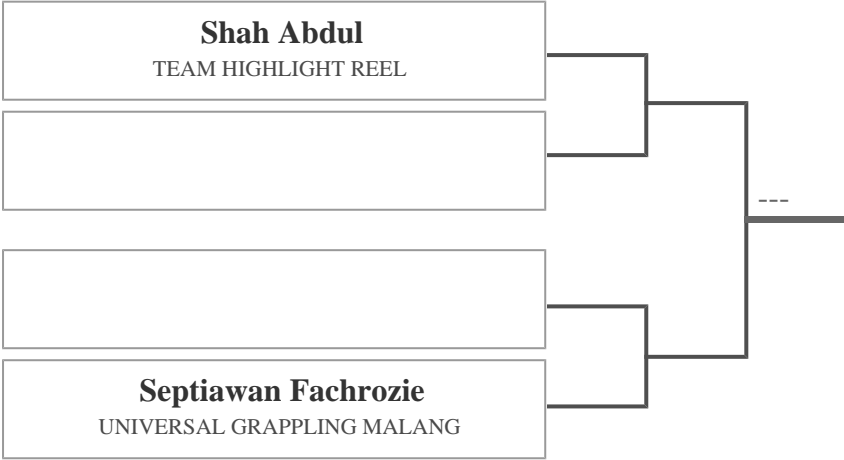 Shah Abdul
TEAM HIGHLIGHT REEL
---
Septiawan Fachrozie
UNIVERSAL GRAPPLING MALANG